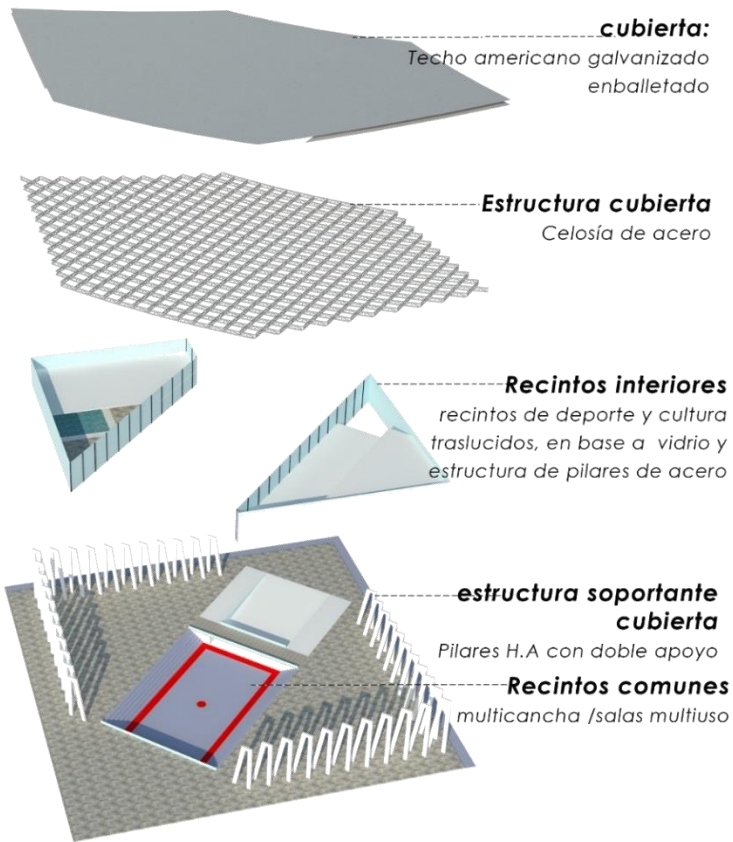 cubierta:
Techo americano galvanizado
enballetado
Estructura cubierta
Celosía de acero
Recintos interiores
recintos de deporte y cultura
traslucidos, en base a vidrio y
estructura de pilares de acero
estructura soportante
cubierta
Pilares H.A con doble apoyo
Recintos comunes
multicancha /salas multiuso